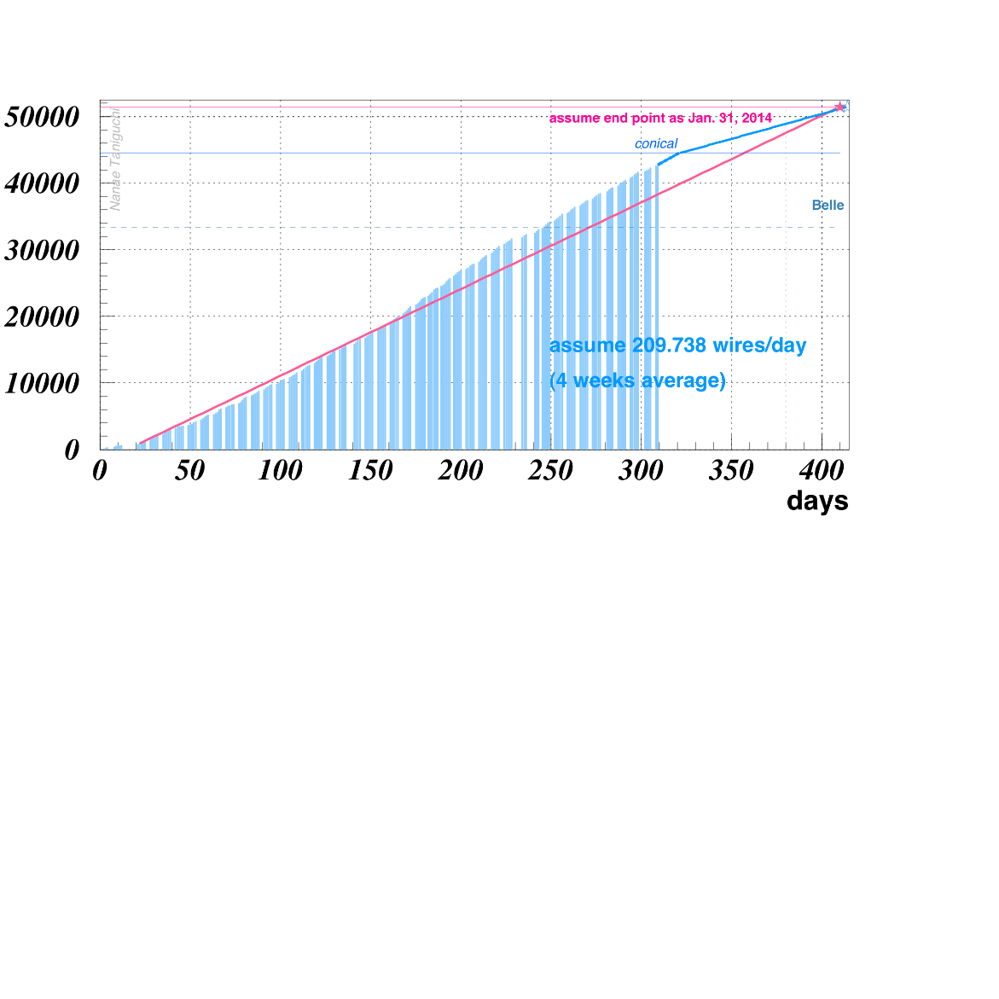 50000
40000
30000
20000
10000
0
Nanae Taniguchi
assume end point as Jan. 31, 2014
conical
Belle
assume 209.738 wires/day
(4 weeks average)
0 50 100 150 200 250 300 350 400
days